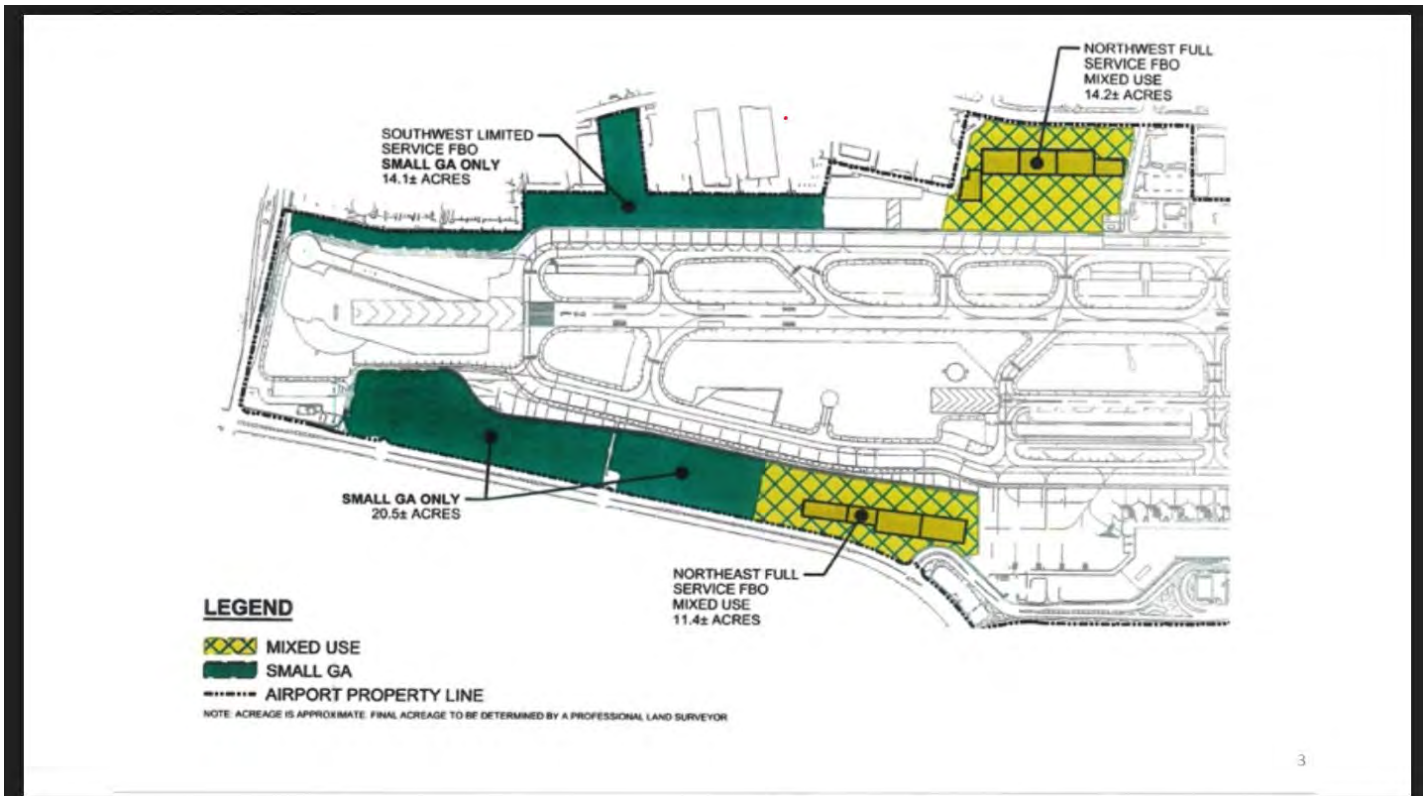 NORTHWEST FULL
SERVICE FBO
MIXED USE
14.2± ACRES
SOUTHWEST LIMITED
SERVICE FBO
SMALL GA ONLY
14.1± ACRES
SMALL GA ONLY
20.5± ACRES
NORTHEAST FULL
SERVICE FBO
MIXED USE
11.4± ACRES
LEGEND
MIXED USE
SMALL GA
AIRPORT PROPERTY LINE
NOTE: ACREAGE IS APPROXIMATE. FINAL ACREAGE TO BE DETERMINED BY A PROFESSIONAL LAND SURVEYOR
3